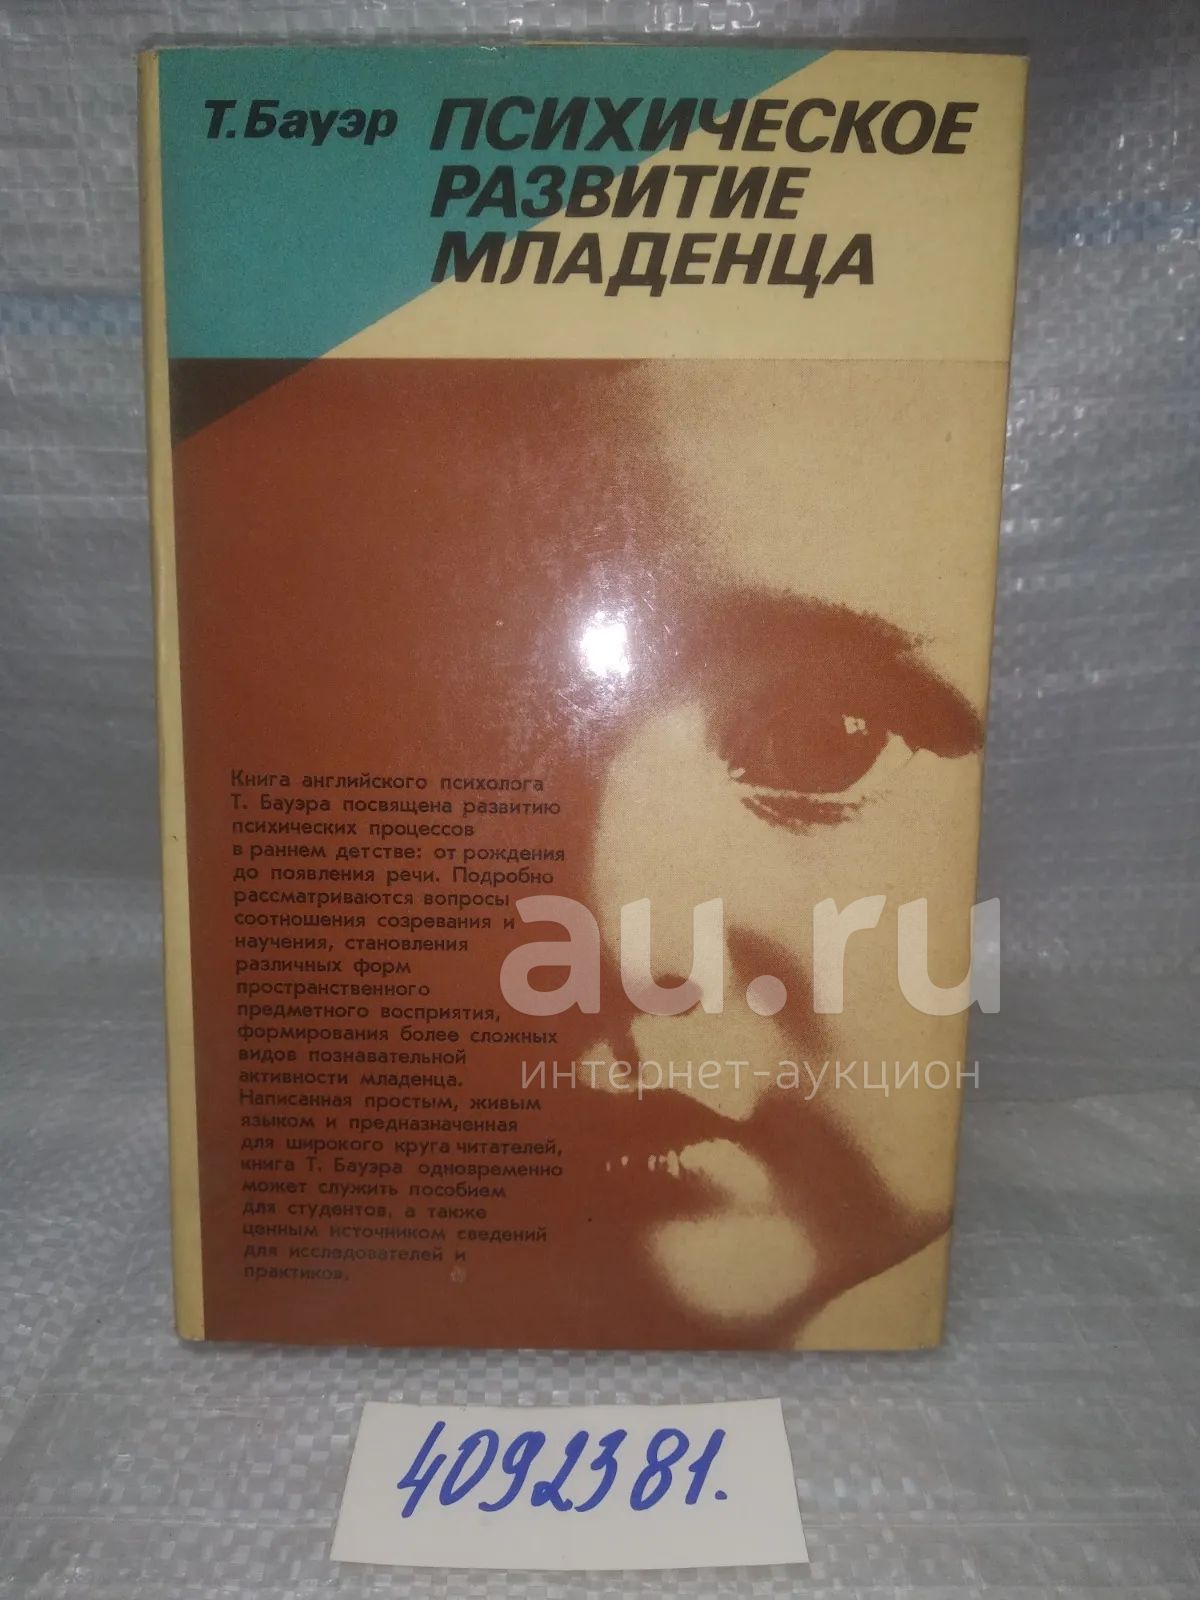 Т. Бауэр
ПСИХИЧЕСКОЕ
РАЗВИТИЕ
МЛАДЕНЦА
Книга английского психолога
Т. Бауэра посвящена развитию
психических процессов
в раннем детстве: от рождения
до появления речи. Подробно
рассматриваются вопросы
соотношения созревания и
научения, становления
различных форм
пространственного
предметного восприятия,
формирования более сложных
видов познавательной
активности младенца.
Написанная простым, живым
языком и предназначенная
для широкого круга читателей,
книга Т. Бауэра одновременно
может служить пособием
для студентов, а также
ценным источником сведений
для исследователей и
практиков.
au.ru
интернет-аукцион
4092381.